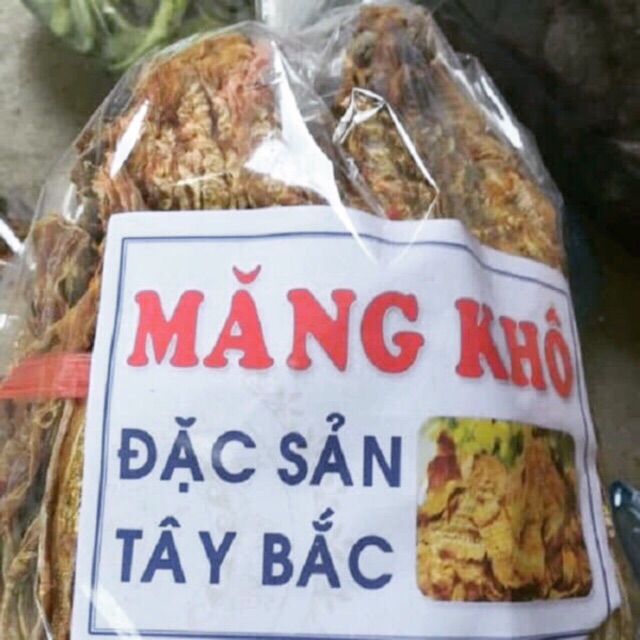 MĂNG KHÔ
ĐẶC SẢN
TÂY BẮC